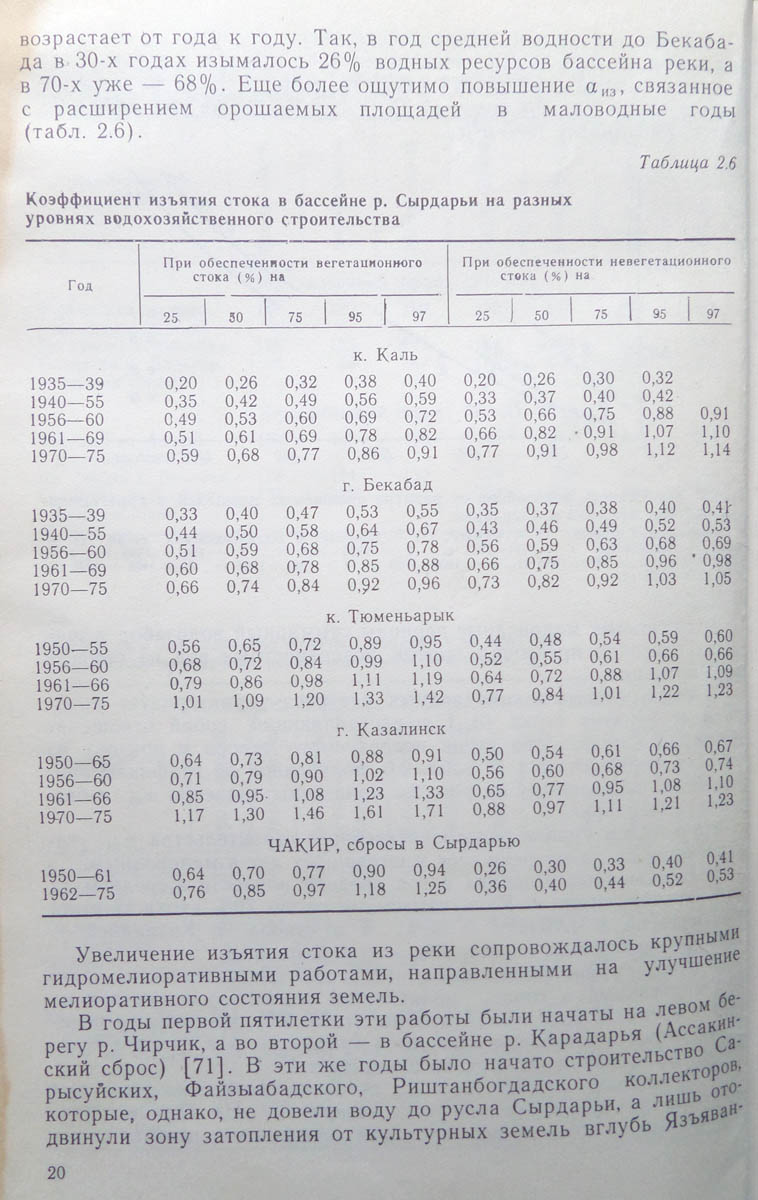 возрастает от года к году. Так, в год средней водности до Бекаба-
да в 30-х годах изымалось 26% водных ресурсов бассейна реки, а
в 70-х уже — 68%. Еще более ощутимо повышение α из, связанное
с расширением орошаемых площадей в маловодные годы
(табл. 2.6).
Таблица 2.6
Коэффициент изъятия стока в бассейне р. Сырдарьи на разных
уровнях водохозяйственного строительства
Год При обеспеченности вегетационного стока (%) на При обеспеченности невегетационного стока (%) на
25 50 75 95 97 25 50 75 95 97
к. Каль
1935—39 0,20 0,26 0,32 0,38 0,40 0,20 0,26 0,30 0,32
1940—55 0,35 0,42 0,49 0,56 0,59 0,33 0,37 0,40 0,42
1956—60 0,49 0,53 0,60 0,69 0,72 0,53 0,66 0,75 0,88 0,91
1961—69 0,51 0,61 0,69 0,78 0,82 0,66 0,82 0,91 1,07 1,10
1970—75 0,59 0,68 0,77 0,86 0,91 0,77 0,91 0,98 1,12 1,14
г. Бекабад
1935—39 0,33 0,40 0,47 0,53 0,55 0,35 0,37 0,38 0,40 0,41
1940—55 0,44 0,50 0,58 0,64 0,67 0,43 0,46 0,49 0,52 0,53
1956—60 0,51 0,59 0,68 0,75 0,78 0,56 0,59 0,63 0,68 0,69
1961—69 0,60 0,68 0,78 0,85 0,88 0,66 0,75 0,85 0,96 0,98
1970—75 0,66 0,74 0,84 0,92 0,96 0,73 0,82 0,92 1,03 1,05
к. Тюменьарык
1950—55 0,56 0,65 0,72 0,89 0,95 0,44 0,48 0,54 0,59 0,60
1956—60 0,68 0,72 0,84 0,99 1,10 0,52 0,55 0,61 0,66 0,66
1961—66 0,79 0,86 0,98 1,11 1,19 0,64 0,72 0,88 1,07 1,09
1970—75 1,01 1,09 1,20 1,33 1,42 0,77 0,84 1,01 1,22 1,23
г. Казалинск
1950—65 0,64 0,73 0,81 0,88 0,91 0,50 0,54 0,61 0,66 0,67
1956—60 0,71 0,79 0,90 1,02 1,10 0,56 0,60 0,68 0,73 0,74
1961—66 0,85 0,95 1,08 1,23 1,33 0,65 0,77 0,95 1,08 1,10
1970—75 1,17 1,30 1,46 1,61 1,71 0,88 0,97 1,11 1,21 1,23
ЧАКИР, сбросы в Сырдарью
1950—61 0,64 0,70 0,77 0,90 0,94 0,26 0,30 0,33 0,40 0,41
1962—75 0,76 0,85 0,97 1,18 1,25 0,36 0,40 0,44 0,52 0,53
Увеличение изъятия стока из реки сопровождалось крупными
гидромелиоративными работами, направленными на улучшение
мелиоративного состояния земель.
В годы первой пятилетки эти работы были начаты на левом бе-
регу р. Чирчик, а во второй — в бассейне р. Карадарья (Ассакин-
ский сброс) [71]. В эти же годы было начато строительство Са-
рысуйских, Файзыабадского, Риштанбогдадского коллекторов,
которые, однако, не довели воду до русла Сырдарьи, а лишь ото-
двинули зону затопления от культурных земель вглубь Язъяван-
20